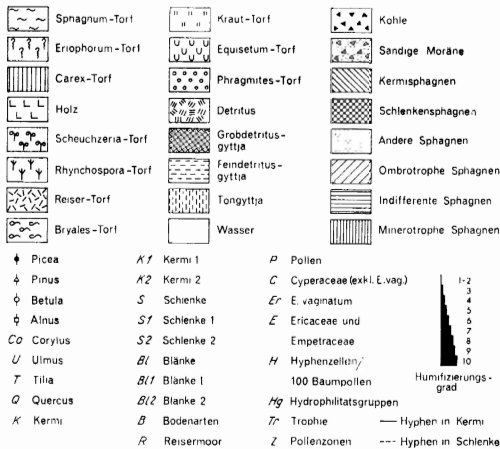 Sphagnum-Torf
Eriophorum-Torf
Carex-Torf
Holz
Scheuchzeria-Torf
Rhynchospora-Torf
Reiser-Torf
Bryales-Torf
Kraut-Torf
Equisetum-Torf
Phragmites-Torf
Detritus
Grobdetritus-
gyttja
Feindetritus-
gyttja
Tongyttja
Wasser
Kohle
Sandige Moräne
Kermisphagnen
Schlenkensphagnen
Andere Sphagnen
Ombrotrophe Sphagnen
Indifferente Sphagnen
Minerotrophe Sphagnen
Picea
Pinus
Betula
Alnus
Co Corylus
U Ulmus
T Tilia
Q Quercus
K Kermi
K1 Kermi 1
K2 Kermi 2
S Schlenke
S1 Schlenke 1
S2 Schlenke 2
Bl Blänke
Bl1 Blänke 1
Bl2 Blänke 2
B Bodenarten
R Reisermoor
P Pollen
C Cyperaceae (exkl. E. vag.)
Er E. vaginatum
E Ericaceae und
Empetraceae
H Hyphenzellen/
100 Baumpollen
Hg Hydrophilitätsgruppen
Tr Trophie
Z Pollenzonen
1-2
3
4
5
6
7
8
9
10
Humifizierungs-
grad
Hyphen in Kermi
Hyphen in Schlenke